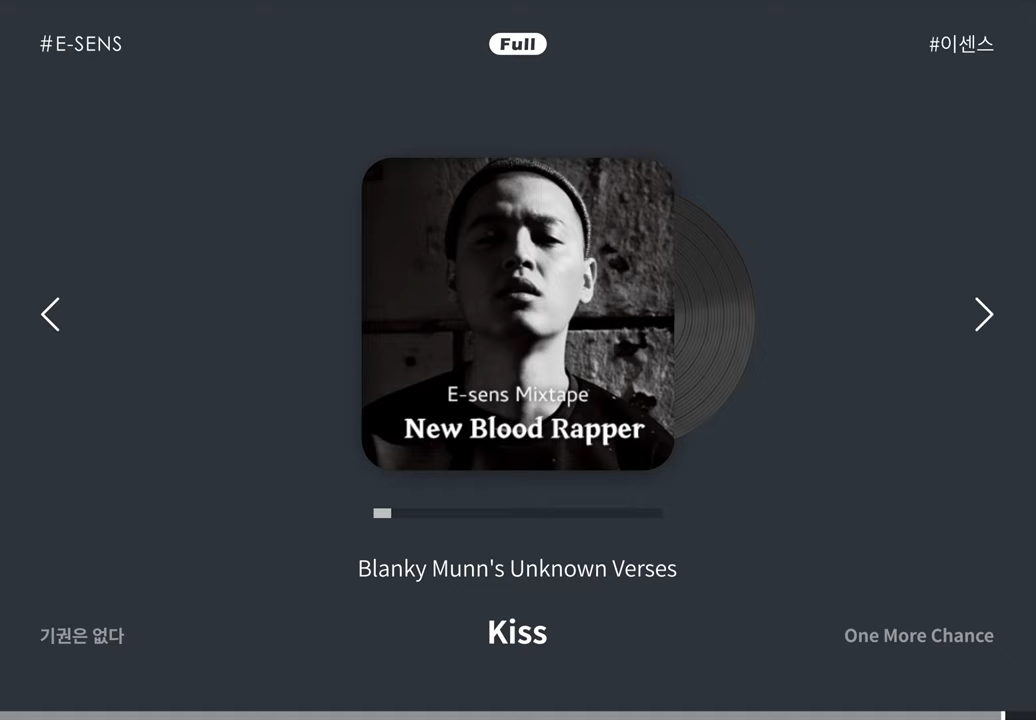 #E-SENS
Full
#이센스
E-sens Mixtape
New Blood Rapper
Blanky Munn's Unknown Verses
기권은 없다
Kiss
One More Chance